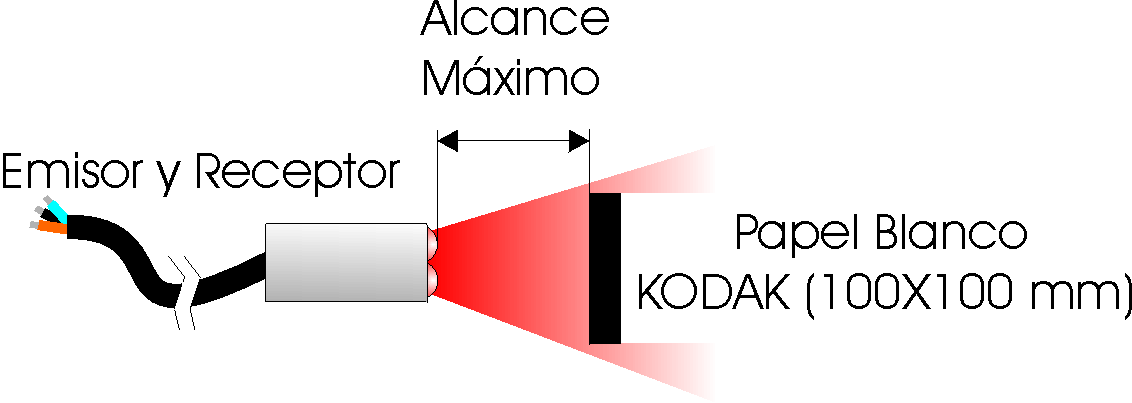 Alcance
Máximo
Emisor y Receptor
Papel Blanco
KODAK (100X100 mm)